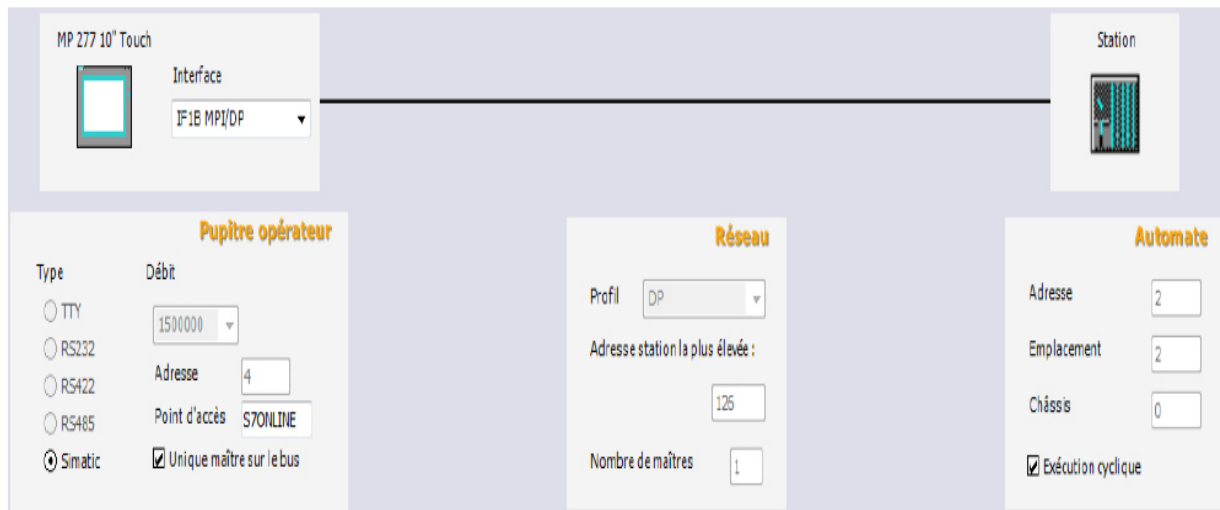 MP 277 10" Touch
Interface
IF1B MPI/DP
Station
Pupitre opérateur
Type
Débit
TTY
RS232
RS422
RS485
Simatic
1500000
Adresse
4
Point d'accès
S7ONLINE
Unique maître sur le bus
Réseau
Profil
DP
Adresse station la plus élevée :
126
Nombre de maîtres
1
Automate
Adresse
2
Emplacement
2
Châssis
0
Exécution cyclique